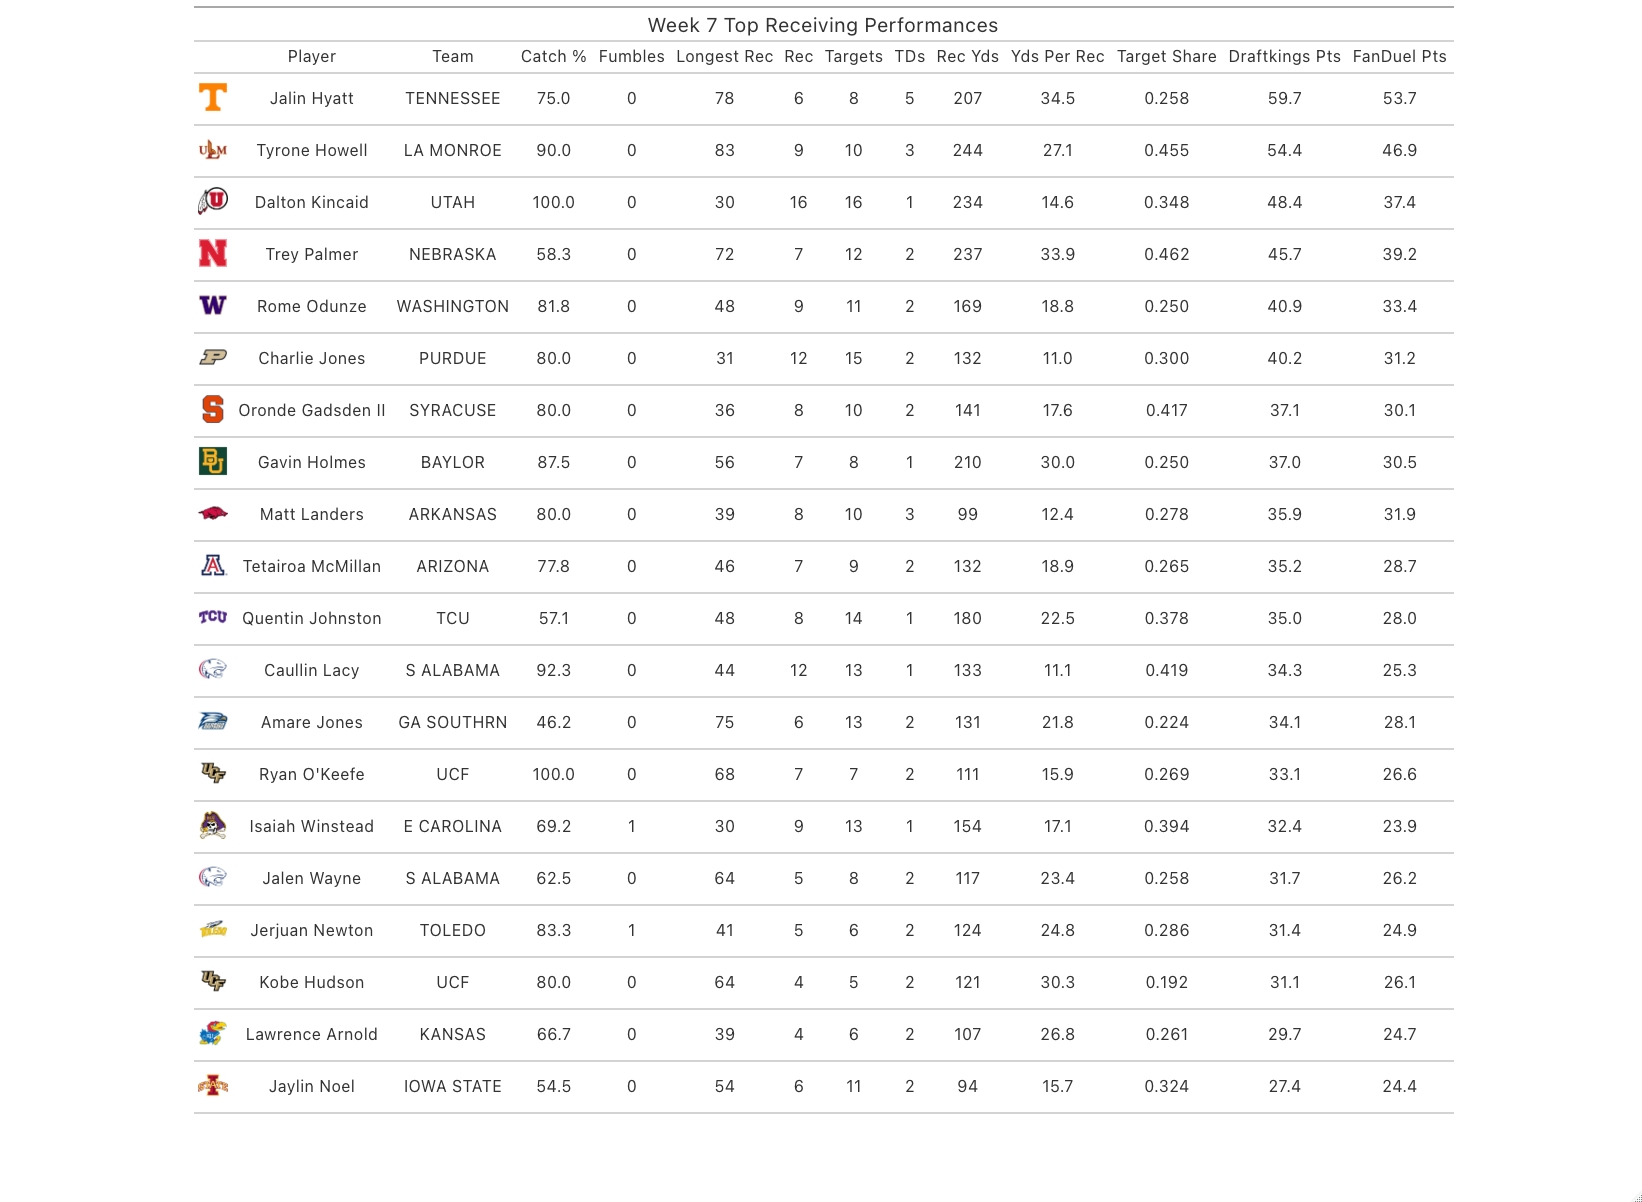 Week 7 Top Receiving Performances
Player Team Catch % Fumbles Longest Rec Rec Targets TDs Rec Yds Yds Per Rec Target Share Draftkings Pts FanDuel Pts
T Jalin Hyatt TENNESSEE 75.0 0 78 6 8 5 207 34.5 0.258 59.7 53.7
ULM Tyrone Howell LA MONROE 90.0 0 83 9 10 3 244 27.1 0.455 54.4 46.9
U Dalton Kincaid UTAH 100.0 0 30 16 16 1 234 14.6 0.348 48.4 37.4
N Trey Palmer NEBRASKA 58.3 0 72 7 12 2 237 33.9 0.462 45.7 39.2
W Rome Odunze WASHINGTON 81.8 0 48 9 11 2 169 18.8 0.250 40.9 33.4
P Charlie Jones PURDUE 80.0 0 31 12 15 2 132 11.0 0.300 40.2 31.2
S Oronde Gadsden II SYRACUSE 80.0 0 36 8 10 2 141 17.6 0.417 37.1 30.1
BU Gavin Holmes BAYLOR 87.5 0 56 7 8 1 210 30.0 0.250 37.0 30.5
Matt Landers ARKANSAS 80.0 0 39 8 10 3 99 12.4 0.278 35.9 31.9
A Tetairoa McMillan ARIZONA 77.8 0 46 7 9 2 132 18.9 0.265 35.2 28.7
TCU Quentin Johnston TCU 57.1 0 48 8 14 1 180 22.5 0.378 35.0 28.0
Caullin Lacy S ALABAMA 92.3 0 44 12 13 1 133 11.1 0.419 34.3 25.3
Amare Jones GA SOUTHRN 46.2 0 75 6 13 2 131 21.8 0.224 34.1 28.1
UCF Ryan O'Keefe UCF 100.0 0 68 7 7 2 111 15.9 0.269 33.1 26.6
Isaiah Winstead E CAROLINA 69.2 1 30 9 13 1 154 17.1 0.394 32.4 23.9
Jalen Wayne S ALABAMA 62.5 0 64 5 8 2 117 23.4 0.258 31.7 26.2
Jerjuan Newton TOLEDO 83.3 1 41 5 6 2 124 24.8 0.286 31.4 24.9
UCF Kobe Hudson UCF 80.0 0 64 4 5 2 121 30.3 0.192 31.1 26.1
Lawrence Arnold KANSAS 66.7 0 39 4 6 2 107 26.8 0.261 29.7 24.7
Jaylin Noel IOWA STATE 54.5 0 54 6 11 2 94 15.7 0.324 27.4 24.4